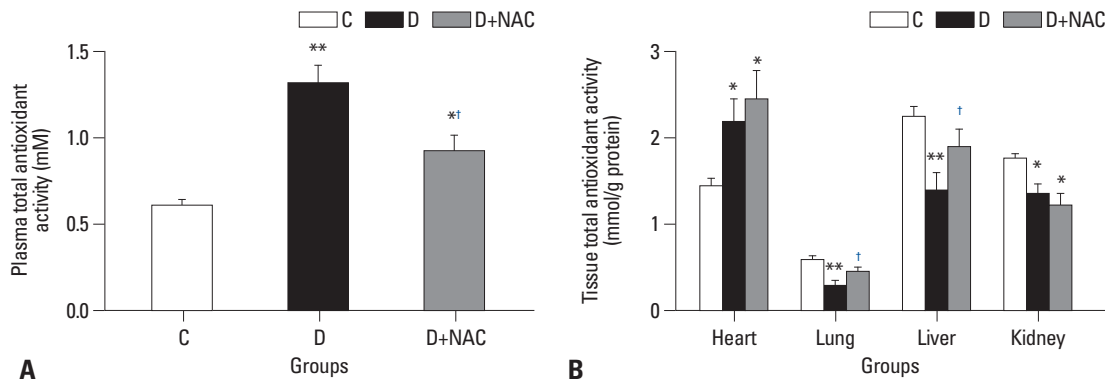 C D D+NAC
Plasma total antioxidant
activity (mM)
1.5
1.0
0.5
0.0
**
*†
C D D+NAC
Groups
A
C D D+NAC
Tissue total antioxidant activity
(mmol/g protein)
3
2
1
0
* *
** †
** †
* *
Heart Lung Liver Kidney
Groups
B